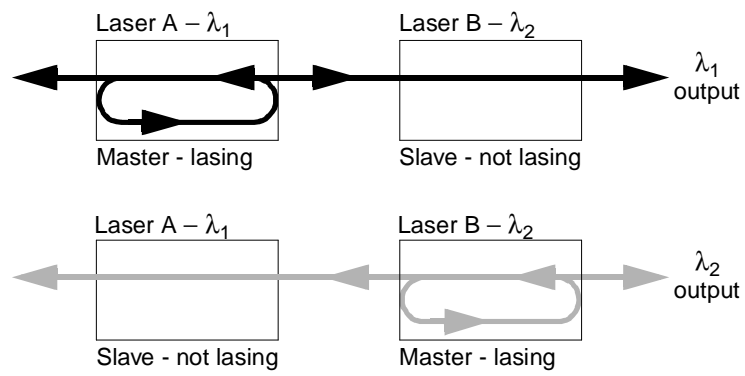 Laser A – λ1
Laser B – λ2
λ1
output
Master - lasing
Slave - not lasing
Laser A – λ1
Laser B – λ2
λ2
output
Slave - not lasing
Master - lasing